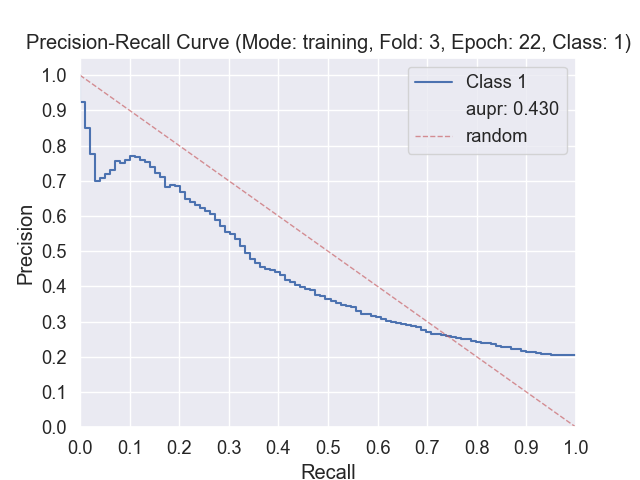 Precision-Recall Curve (Mode: training, Fold: 3, Epoch: 22, Class: 1)
1.0
0.9
0.8
0.7
0.6
0.5
0.4
0.3
0.2
0.1
0.0
Precision
Class 1
aupr: 0.430
random
0.0 0.1 0.2 0.3 0.4 0.5 0.6 0.7 0.8 0.9 1.0
Recall